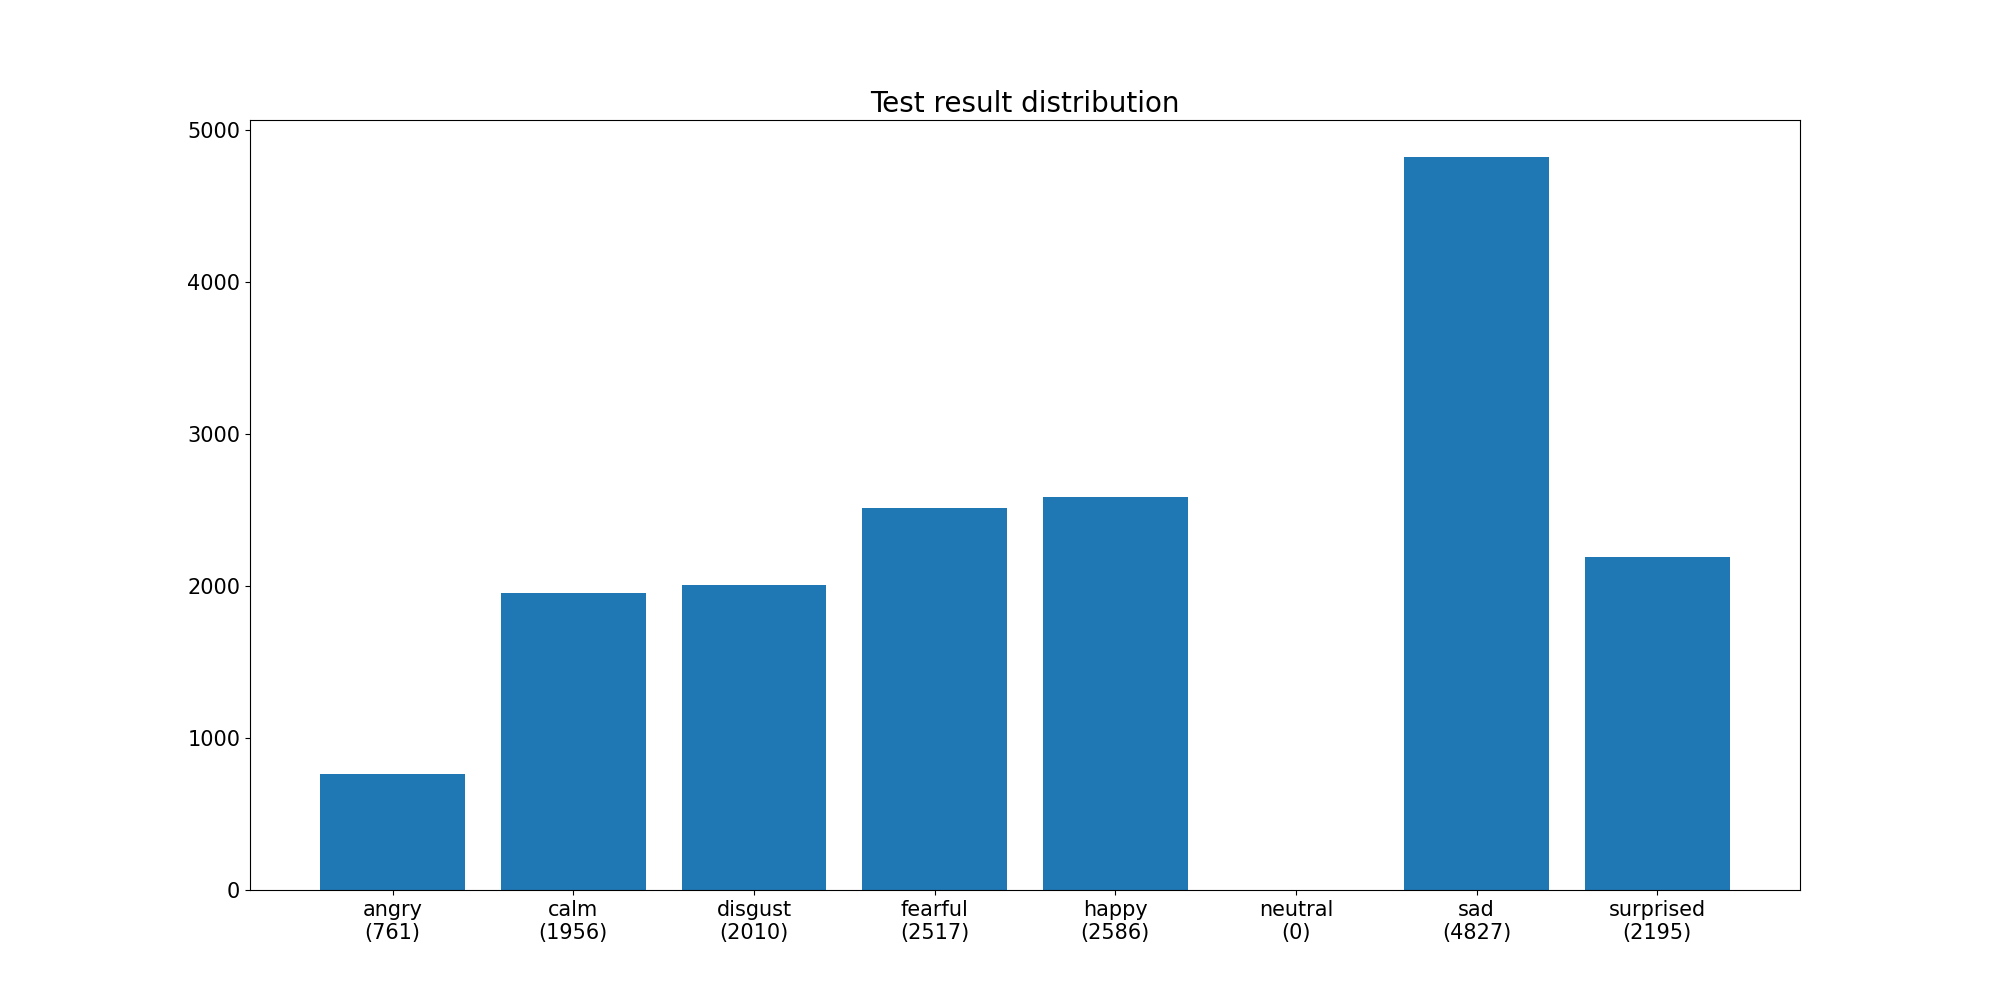 Test result distribution
5000
4000
3000
2000
1000
0
angry calm disgust fearful happy neutral sad surprised
(761) (1956) (2010) (2517) (2586) (0) (4827) (2195)